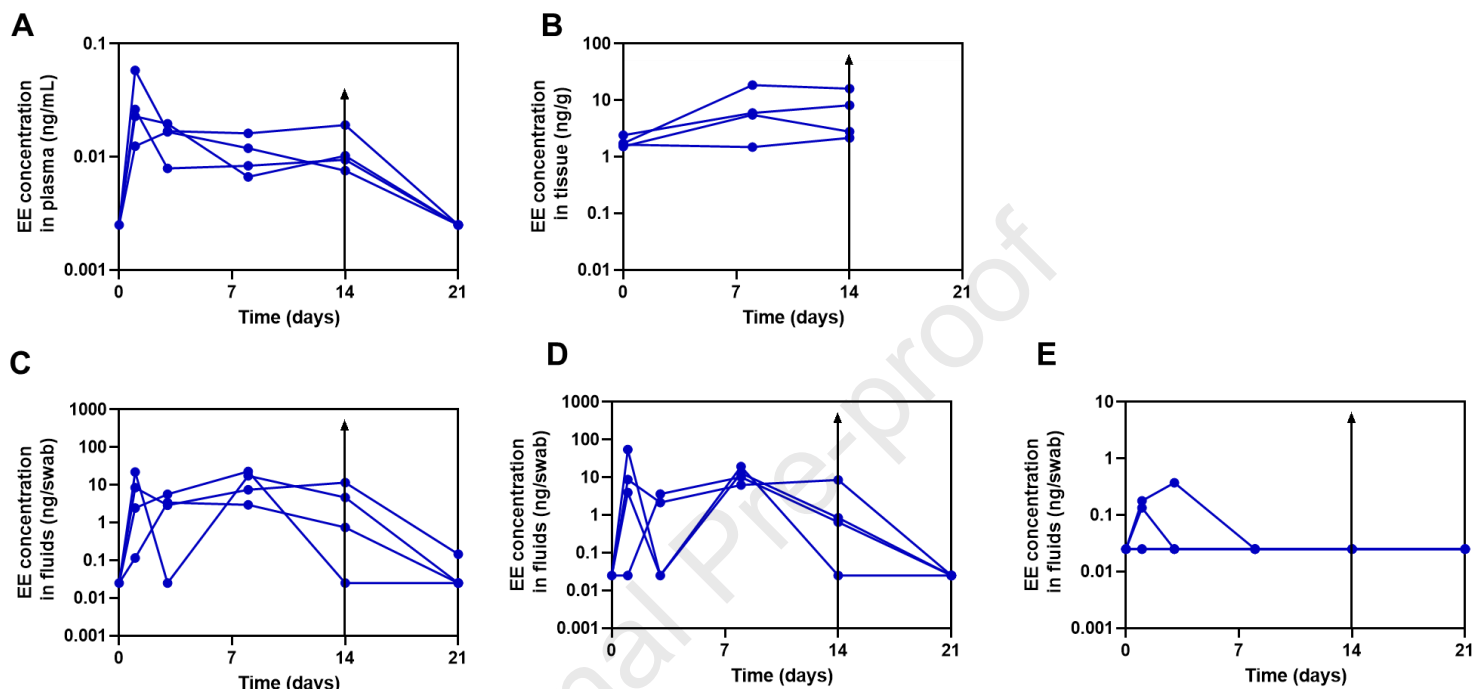 A
EE concentration
in plasma (ng/mL)
0.1
0.01
0.001
0
7
14
21
Time (days)
B
EE concentration
in tissue (ng/g)
100
10
1
0.1
0.01
0
7
14
21
Time (days)
C
EE concentration
in fluids (ng/swab)
1000
100
10
1
0.1
0.01
0.001
0
7
14
21
Time (days)
D
EE concentration
in fluids (ng/swab)
1000
100
10
1
0.1
0.01
0.001
0
7
14
21
Time (days)
E
EE concentration
in fluids (ng/swab)
10
1
0.1
0.01
0.001
0
7
14
21
Time (days)
nal Pre-proof